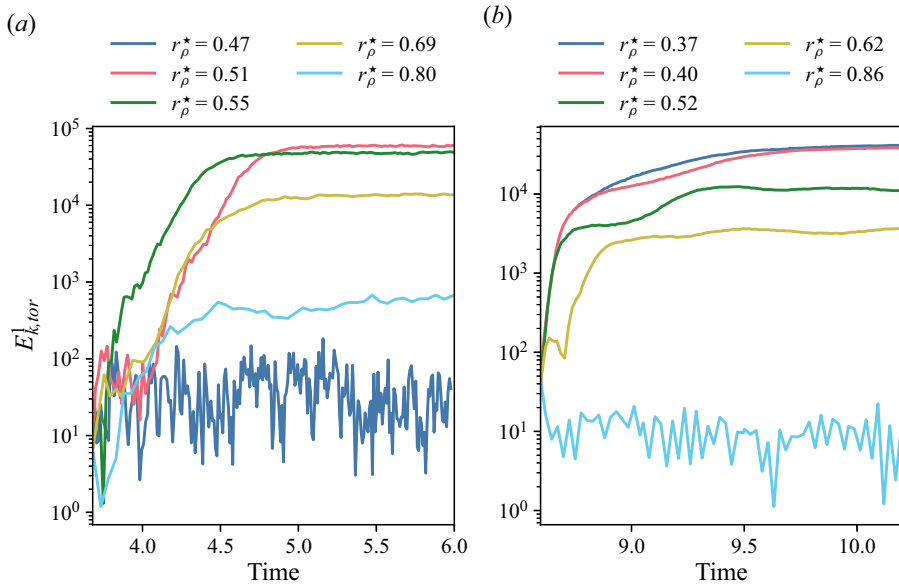 (a)
r⋆ρ = 0.47
r⋆ρ = 0.51
r⋆ρ = 0.55
r⋆ρ = 0.69
r⋆ρ = 0.80
10⁵
10⁴
10³
10²
10¹
10⁰
E¹k,tor
4.0 4.5 5.0 5.5 6.0
Time
(b)
r⋆ρ = 0.37
r⋆ρ = 0.40
r⋆ρ = 0.52
r⋆ρ = 0.62
r⋆ρ = 0.86
10⁴
10³
10²
10¹
10⁰
9.0 9.5 10.0
Time